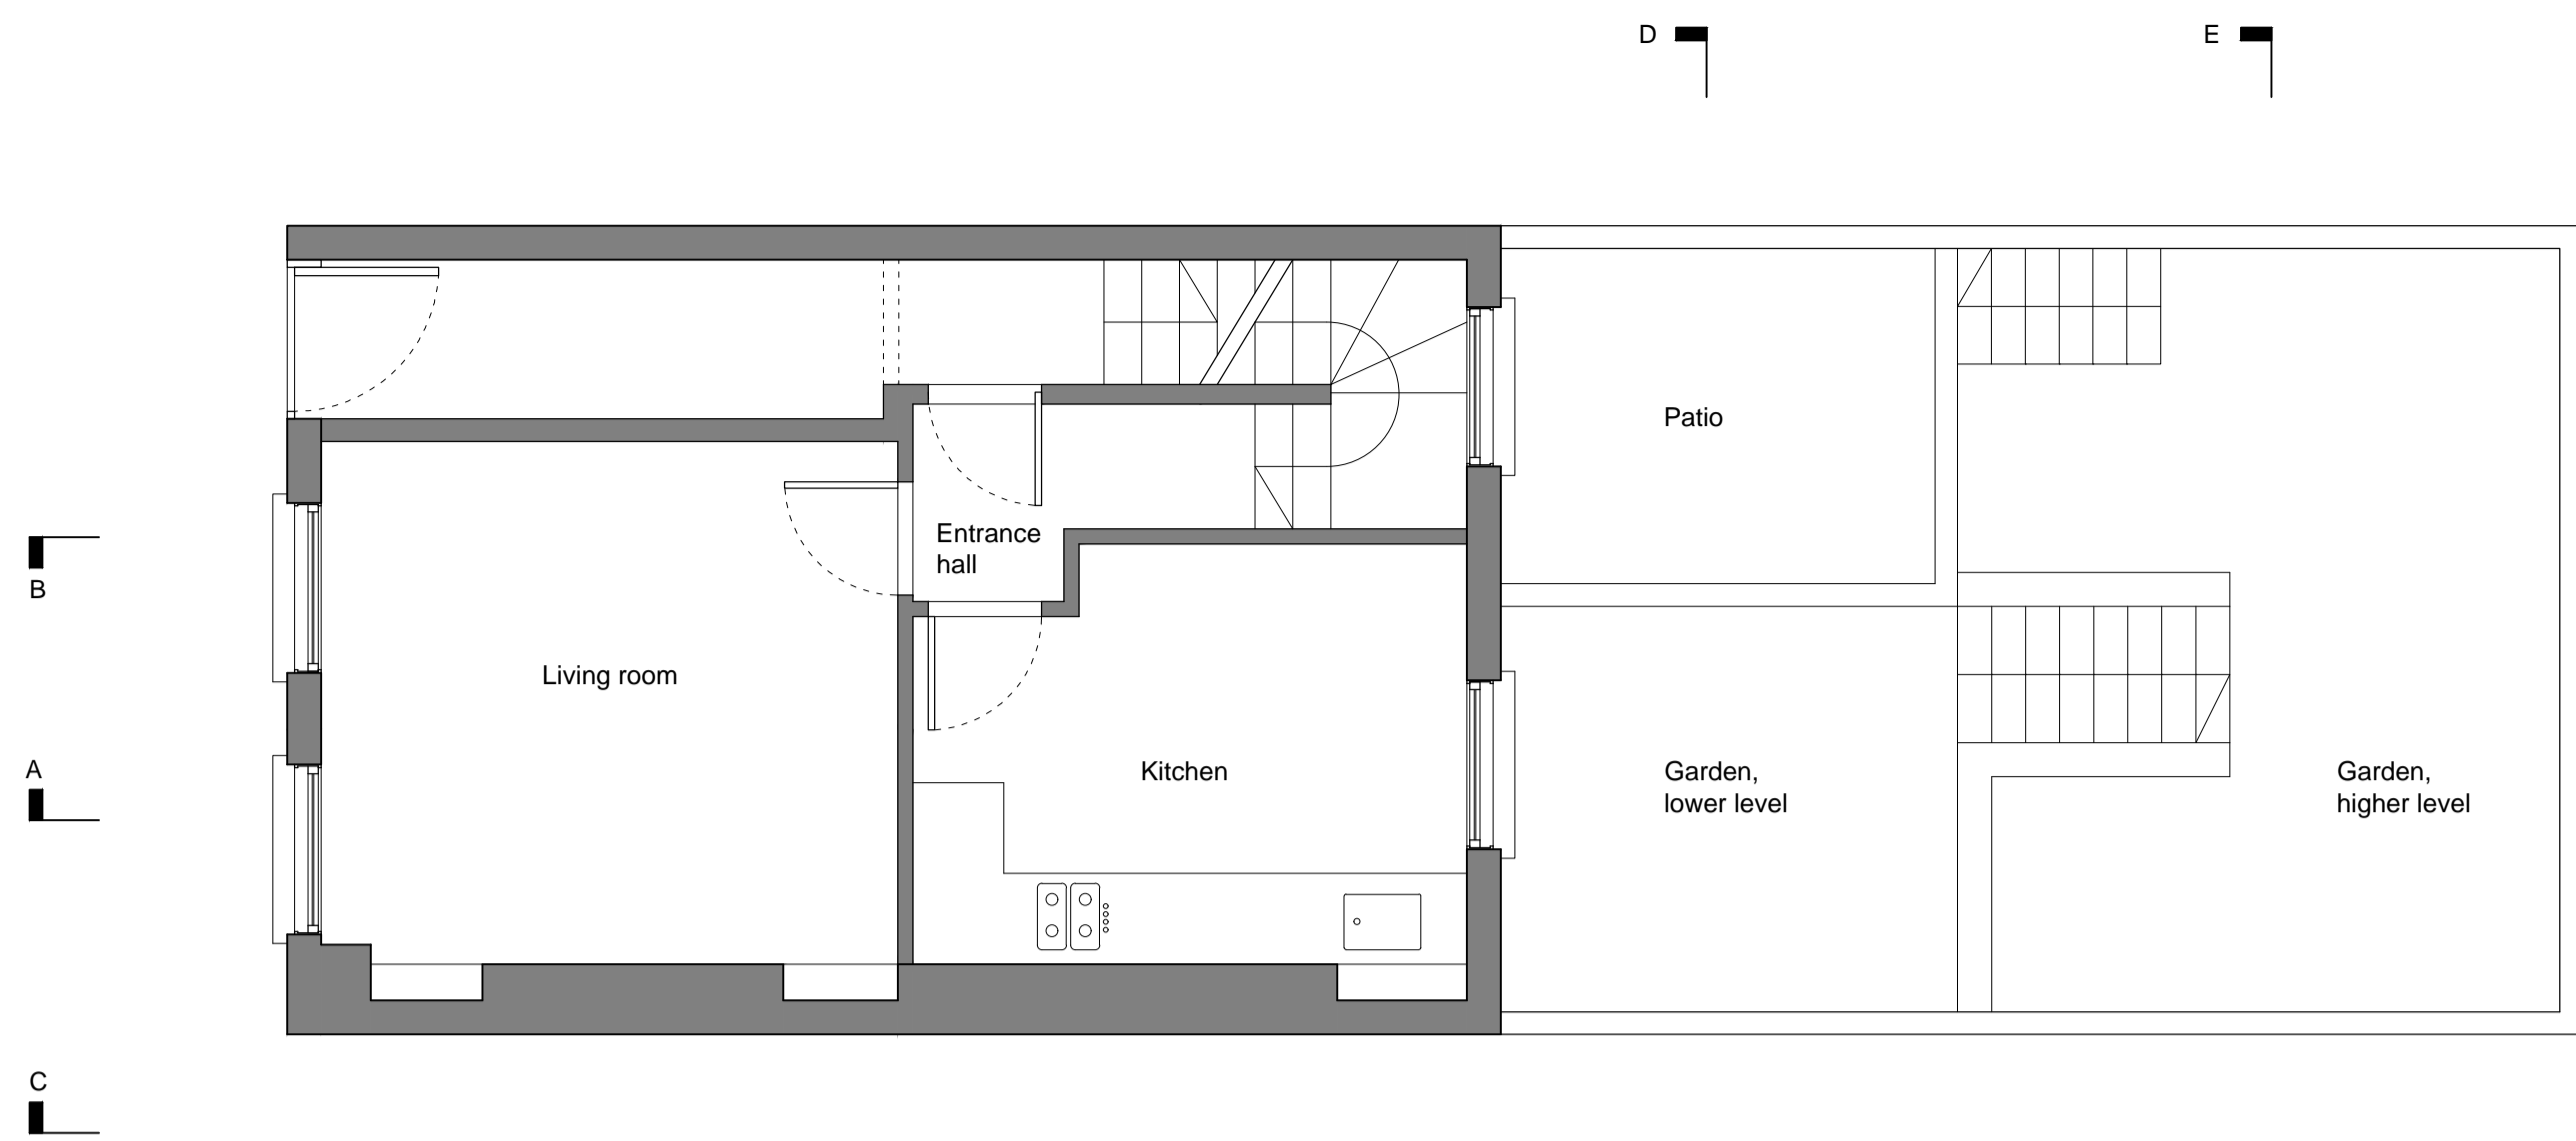 D
E
Patio
Entrance
hall
B
Living room
A
Kitchen
Garden,
lower level
Garden,
higher level
C